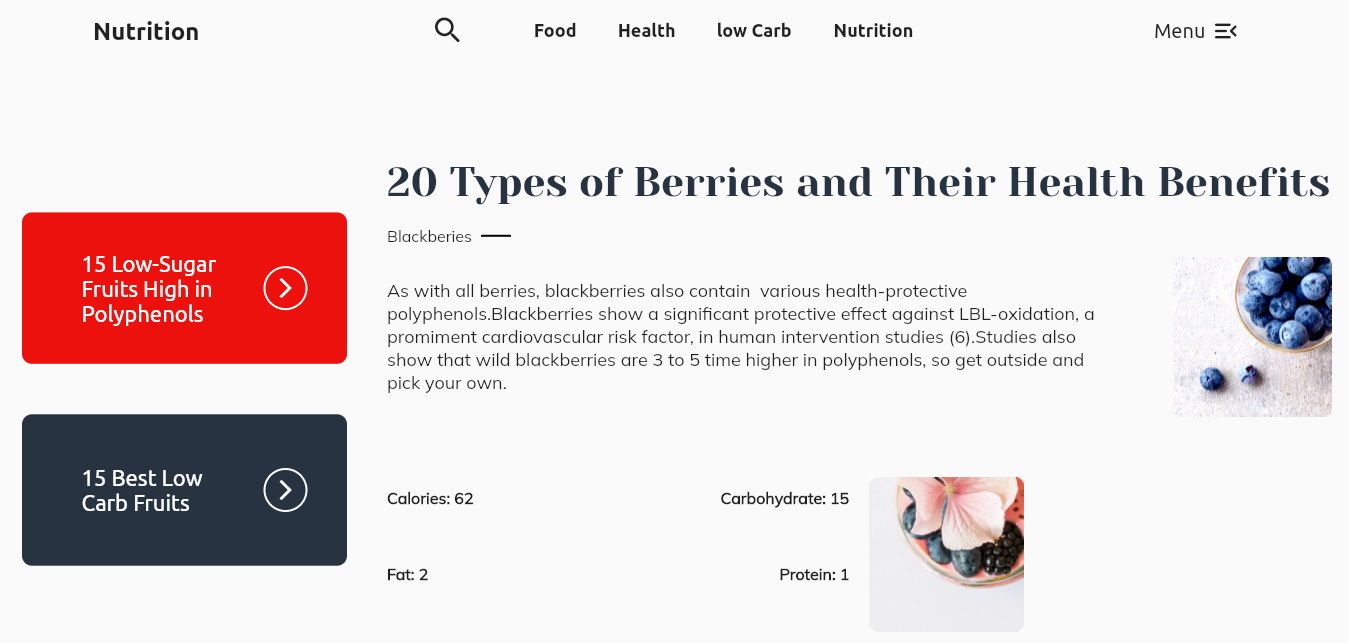 Nutrition
Food Health low Carb Nutrition
Menu
20 Types of Berries and Their Health Benefits
Blackberies
15 Low-Sugar
Fruits High in
Polyphenols
As with all berries, blackberries also contain  various health-protective
polyphenols.Blackberries show a significant protective effect against LBL-oxidation, a
promiment cardiovascular risk factor, in human intervention studies (6).Studies also
show that wild blackberries are 3 to 5 time higher in polyphenols, so get outside and
pick your own.
15 Best Low
Carb Fruits
Calories: 62 Carbohydrate: 15
Fat: 2 Protein: 1